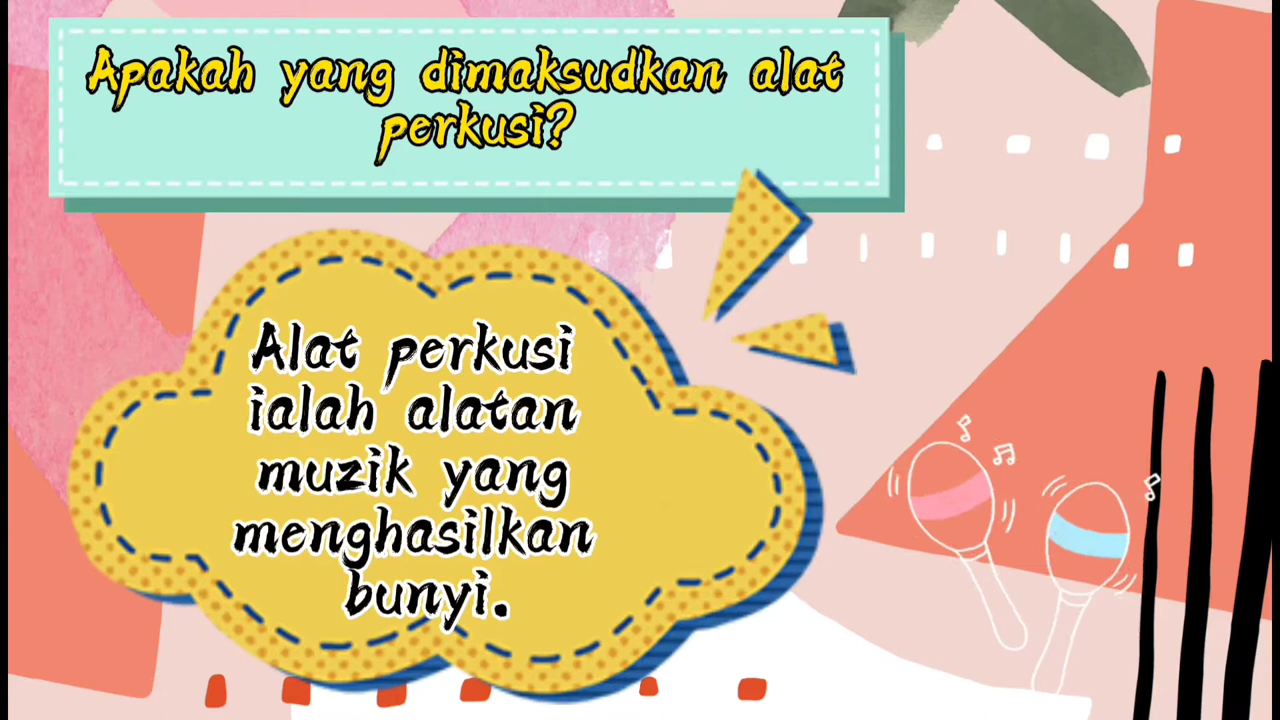 Apakah yang dimaksudkan alat
perkusi?
Alat perkusi
ialah alatan
muzik yang
menghasilkan
bunyi.